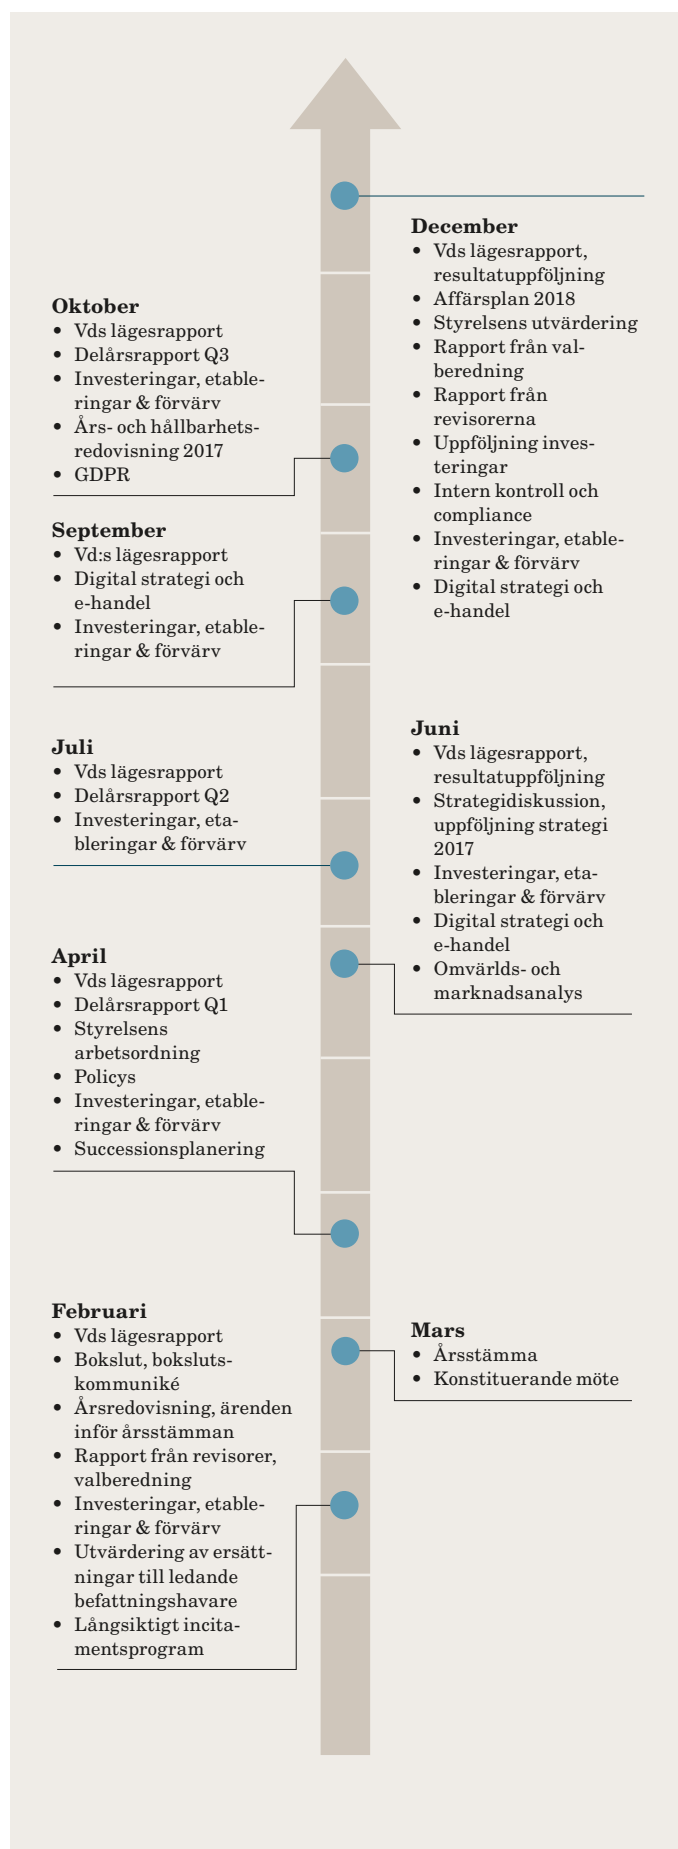 December
• Vds lägesrapport,
resultatuppföljning
• Affärsplan 2018
• Styrelsens utvärdering
• Rapport från val-
beredning
• Rapport från
revisorerna
• Uppföljning inves-
teringar
• Intern kontroll och
compliance
• Investeringar, etable-
ringar & förvärv
• Digital strategi och
e-handel
Oktober
• Vds lägesrapport
• Delårsrapport Q3
• Investeringar, etable-
ringar & förvärv
• Års- och hållbarhets-
redovisning 2017
• GDPR
September
• Vd:s lägesrapport
• Digital strategi och
e-handel
• Investeringar, etable-
ringar & förvärv
Juli
• Vds lägesrapport
• Delårsrapport Q2
• Investeringar, eta-
bleringar & förvärv
Juni
• Vds lägesrapport,
resultatuppföljning
• Strategidiskussion,
uppföljning strategi
2017
• Investeringar, eta-
bleringar & förvärv
• Digital strategi och
e-handel
• Omvärlds- och
marknadsanalys
April
• Vds lägesrapport
• Delårsrapport Q1
• Styrelsens
arbetsordning
• Policys
• Investeringar, etable-
ringar & förvärv
• Successionsplanering
Mars
• Årsstämma
• Konstituerande möte
Februari
• Vds lägesrapport
• Bokslut, boksluts-
kommuniké
• Årsredovisning, ärenden
inför årsstämman
• Rapport från revisorer,
valberedning
• Investeringar, etable-
ringar & förvärv
• Utvärdering av ersätt-
ningar till ledande
befattningshavare
• Långsiktigt incita-
mentsprogram